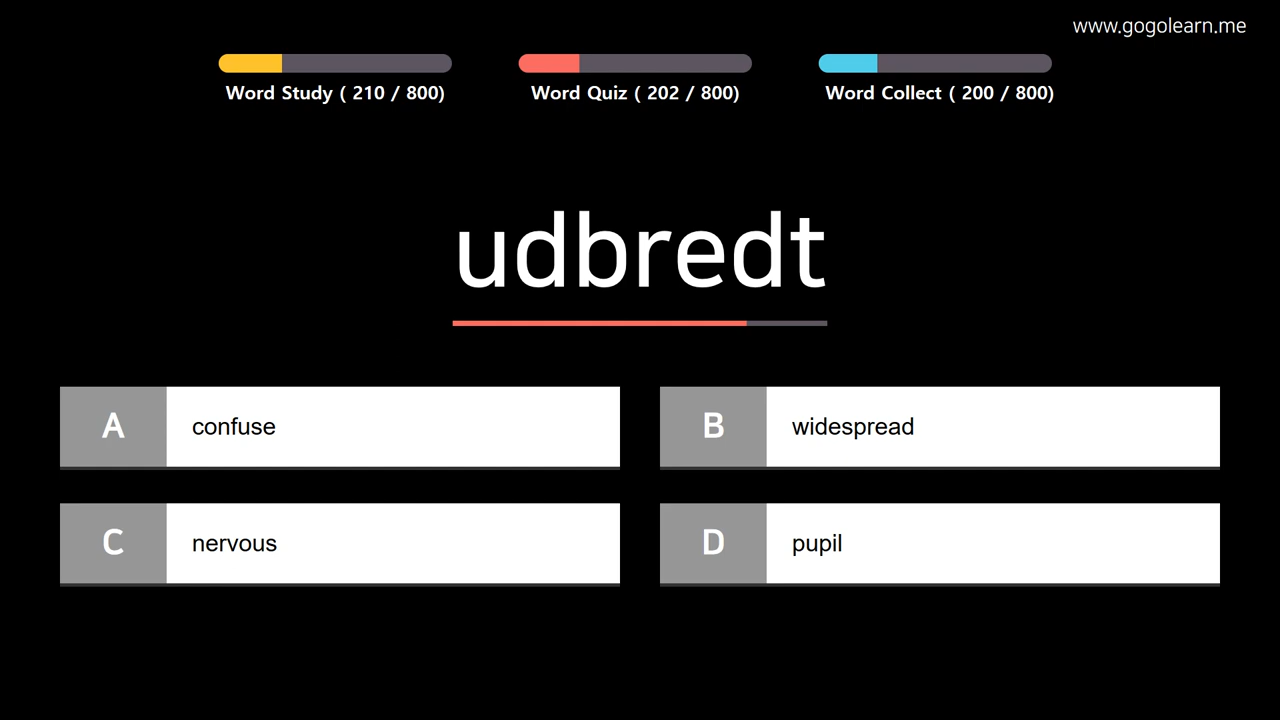 www.gogolearn.me
Word Study ( 210 / 800)
Word Quiz ( 202 / 800)
Word Collect ( 200 / 800)
udbredt
A confuse
B widespread
C nervous
D pupil